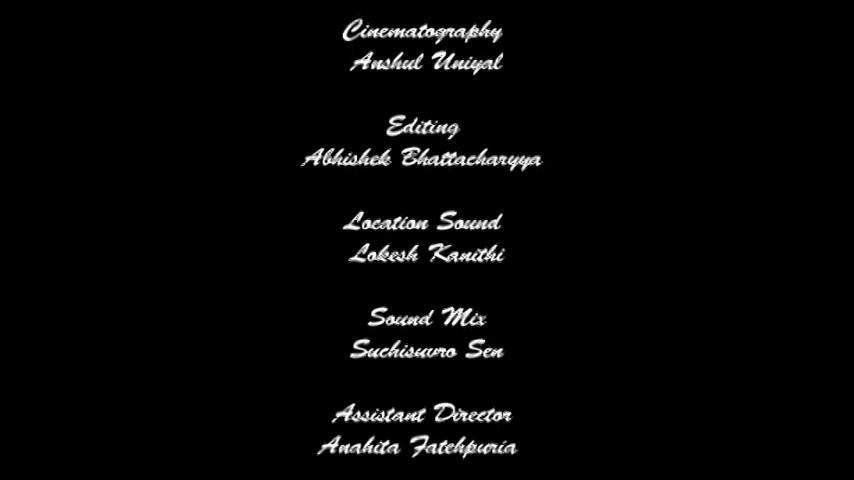 Cinematography
Anshul Uniyal
Editing
Abhishek Bhattacharyya
Location Sound
Lokesh Kanithi
Sound Mix
Suchisuvro Sen
Assistant Director
Anahita Fatehpuria